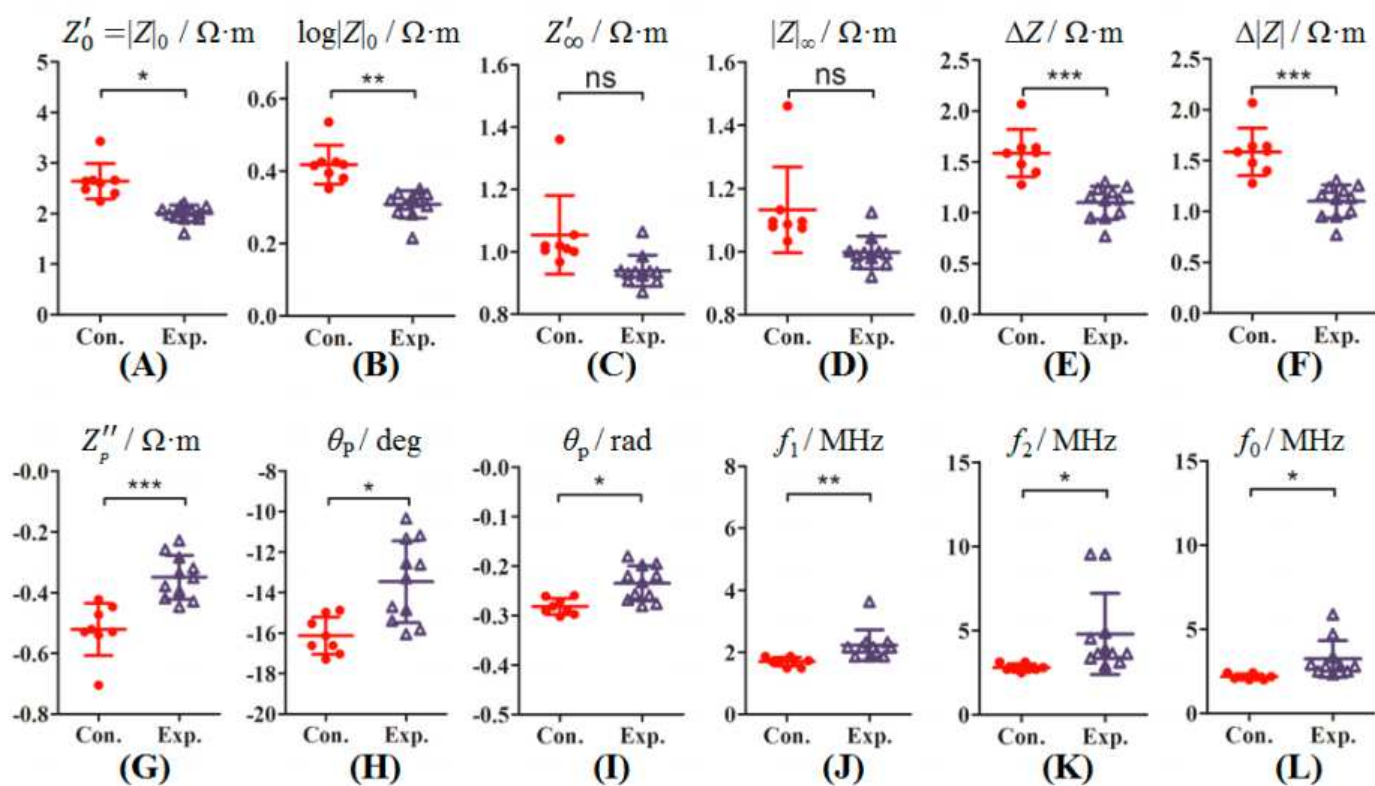 Z′₀ = |Z|₀ / Ω·m log|Z|₀ / Ω·m Z′∞ / Ω·m |Z|∞ / Ω·m ΔZ / Ω·m Δ|Z| / Ω·m
5 4 3 2 1 0 * Con. Exp.
0.6 0.4 0.2 0.0 ** Con. Exp.
1.6 1.4 1.2 1.0 0.8 ns Con. Exp.
1.6 1.4 1.2 1.0 0.8 ns Con. Exp.
2.5 2.0 1.5 1.0 0.5 0.0 *** Con. Exp.
2.5 2.0 1.5 1.0 0.5 0.0 *** Con. Exp.
(A) (B) (C) (D) (E) (F)
Z″ₚ / Ω·m θₚ / deg θₚ / rad f₁ / MHz f₂ / MHz f₀ / MHz
-0.0 -0.2 -0.4 -0.6 -0.8 *** Con. Exp.
-8 -10 -12 -14 -16 -18 -20 * Con. Exp.
-0.0 -0.1 -0.2 -0.3 -0.4 -0.5 * Con. Exp.
8 6 4 2 0 ** Con. Exp.
15 10 5 0 * Con. Exp.
15 10 5 0 * Con. Exp.
(G) (H) (I) (J) (K) (L)